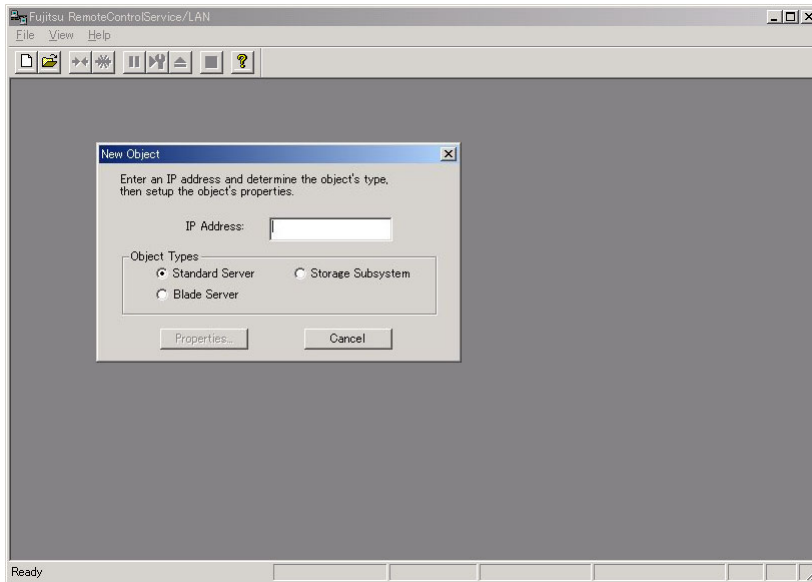 Fujitsu RemoteControlService/LAN
File View Help
New Object
Enter an IP address and determine the object's type,
then setup the object's properties.
IP Address:
Object Types
Standard Server Storage Subsystem
Blade Server
Properties... Cancel
Ready